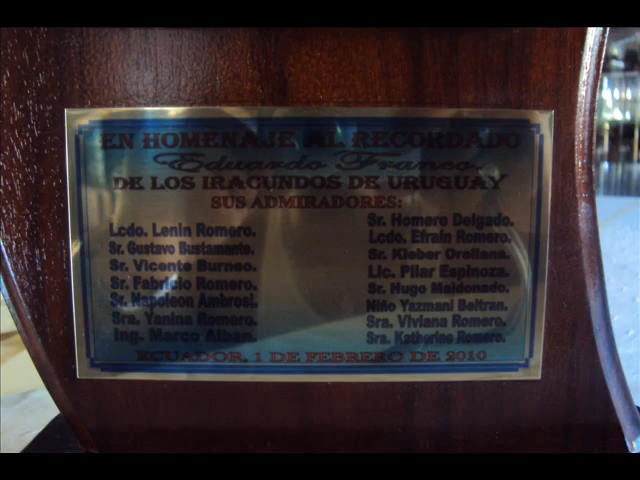 EN HOMENAJE AL RECORDADO
Eduardo Franco
DE LOS IRACUNDOS DE URUGUAY
SUS ADMIRADORES:
Lcdo. Lenin Romero.
Sr. Gustavo Bustamante.
Sr. Vicente Burneo.
Sr. Fabricio Romero.
Sr. Napoleon Ambrosi.
Sra. Yanina Romero.
Ing. Marco Alban.
Sr. Homero Delgado.
Lcdo. Efrain Romero.
Sr. Kleber Orellana.
Lic. Pilar Espinoza.
Sr. Hugo Maldonado.
Niño Yazmani Beltran.
Sra. Viviana Romero.
Sra. Katherine Romero.
ECUADOR, 1 DE FEBRERO DE 2010